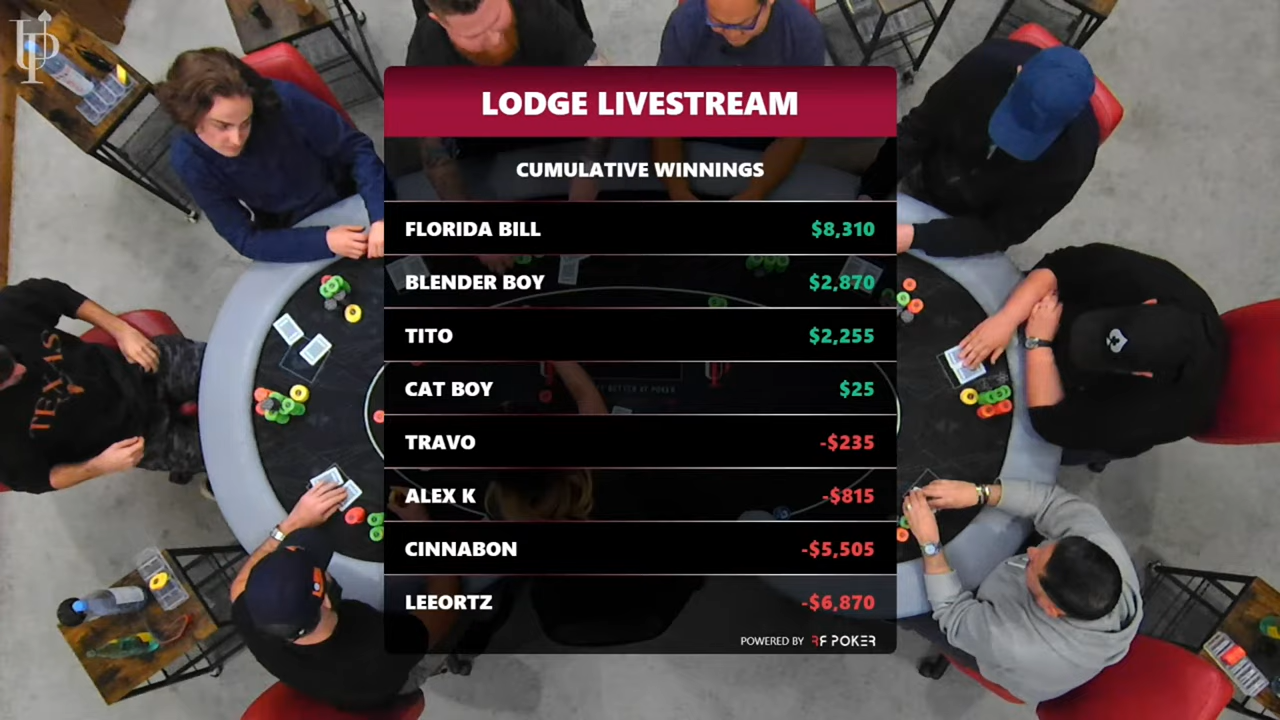 LODGE LIVESTREAM
CUMULATIVE WINNINGS
FLORIDA BILL $8,310
BLENDER BOY $2,870
TITO $2,255
CAT BOY $25
TRAVO -$235
ALEX K -$815
CINNABON -$5,505
LEEORTZ -$6,870
POWERED BY RF POKER
TEXAS